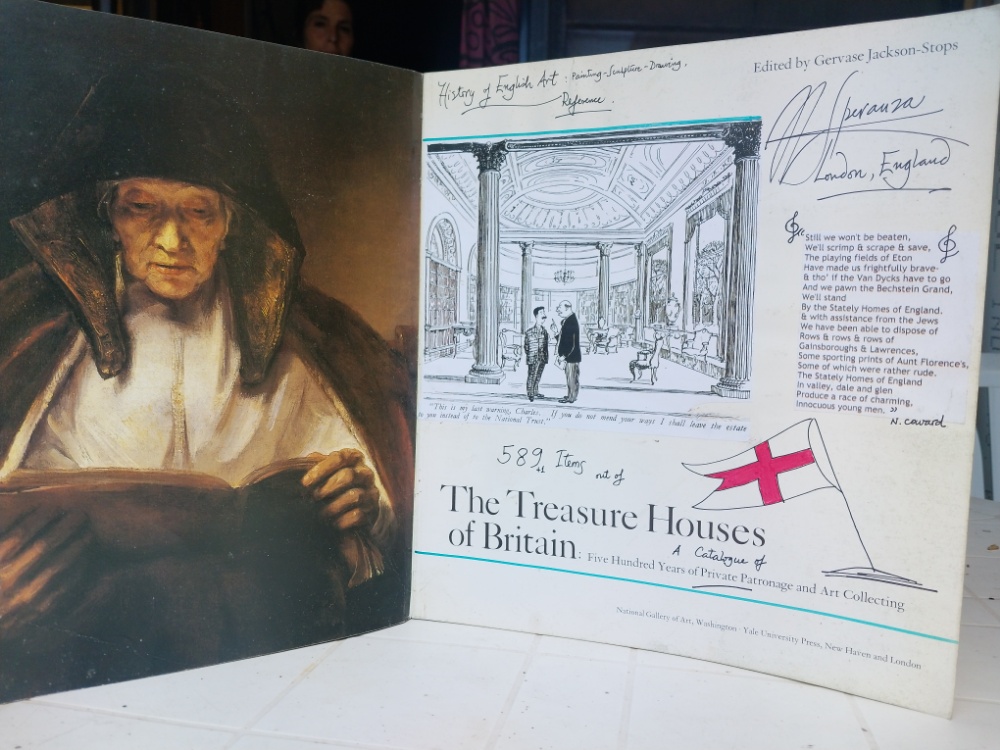 History of English Art : Painting - Sculpture - Drawing.
Reference.
Edited by Gervase Jackson-Stops
Speranza
London, England
"Still we won't be beaten,
We'll scrimp & scrape & save,
The playing fields of Eton
Have made us frightfully brave-
& tho' if the Van Dycks have to go
And we pawn the Bechstein Grand,
We'll stand
By the Stately Homes of England.
& with assistance from the Jews
We have been able to dispose of
Rows & rows & rows of
Gainsboroughs & Lawrences,
Some sporting prints of Aunt Florence's,
Some of which were rather rude.
The Stately Homes of England
In valley, dale and glen
Produce a race of charming,
Innocuous young men. "
N. Coward
"This is my last warning, Charles. If you do not mend your ways I shall leave the estate
to you instead of to the National Trust."
589 +1 Items out of
The Treasure Houses
of Britain:
A Catalogue of
Five Hundred Years of Private Patronage and Art Collecting
National Gallery of Art, Washington · Yale University Press, New Haven and London